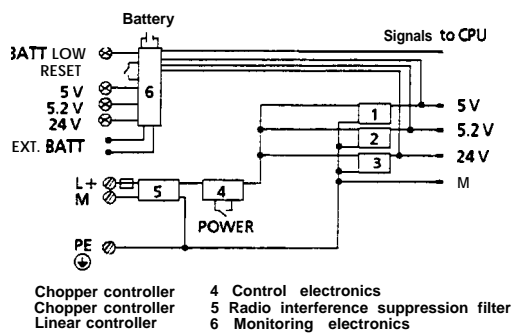 Battery
Signals to CPU
BATT LOW
RESET
5 V
5.2 V
24 V
6
EXT. BATT
1
5 V
2
5.2 V
3
24 V
M
L+
M
5
4
POWER
PE
Chopper controller 4 Control electronics
Chopper controller 5 Radio interference suppression filter
Linear controller 6 Monitoring electronics